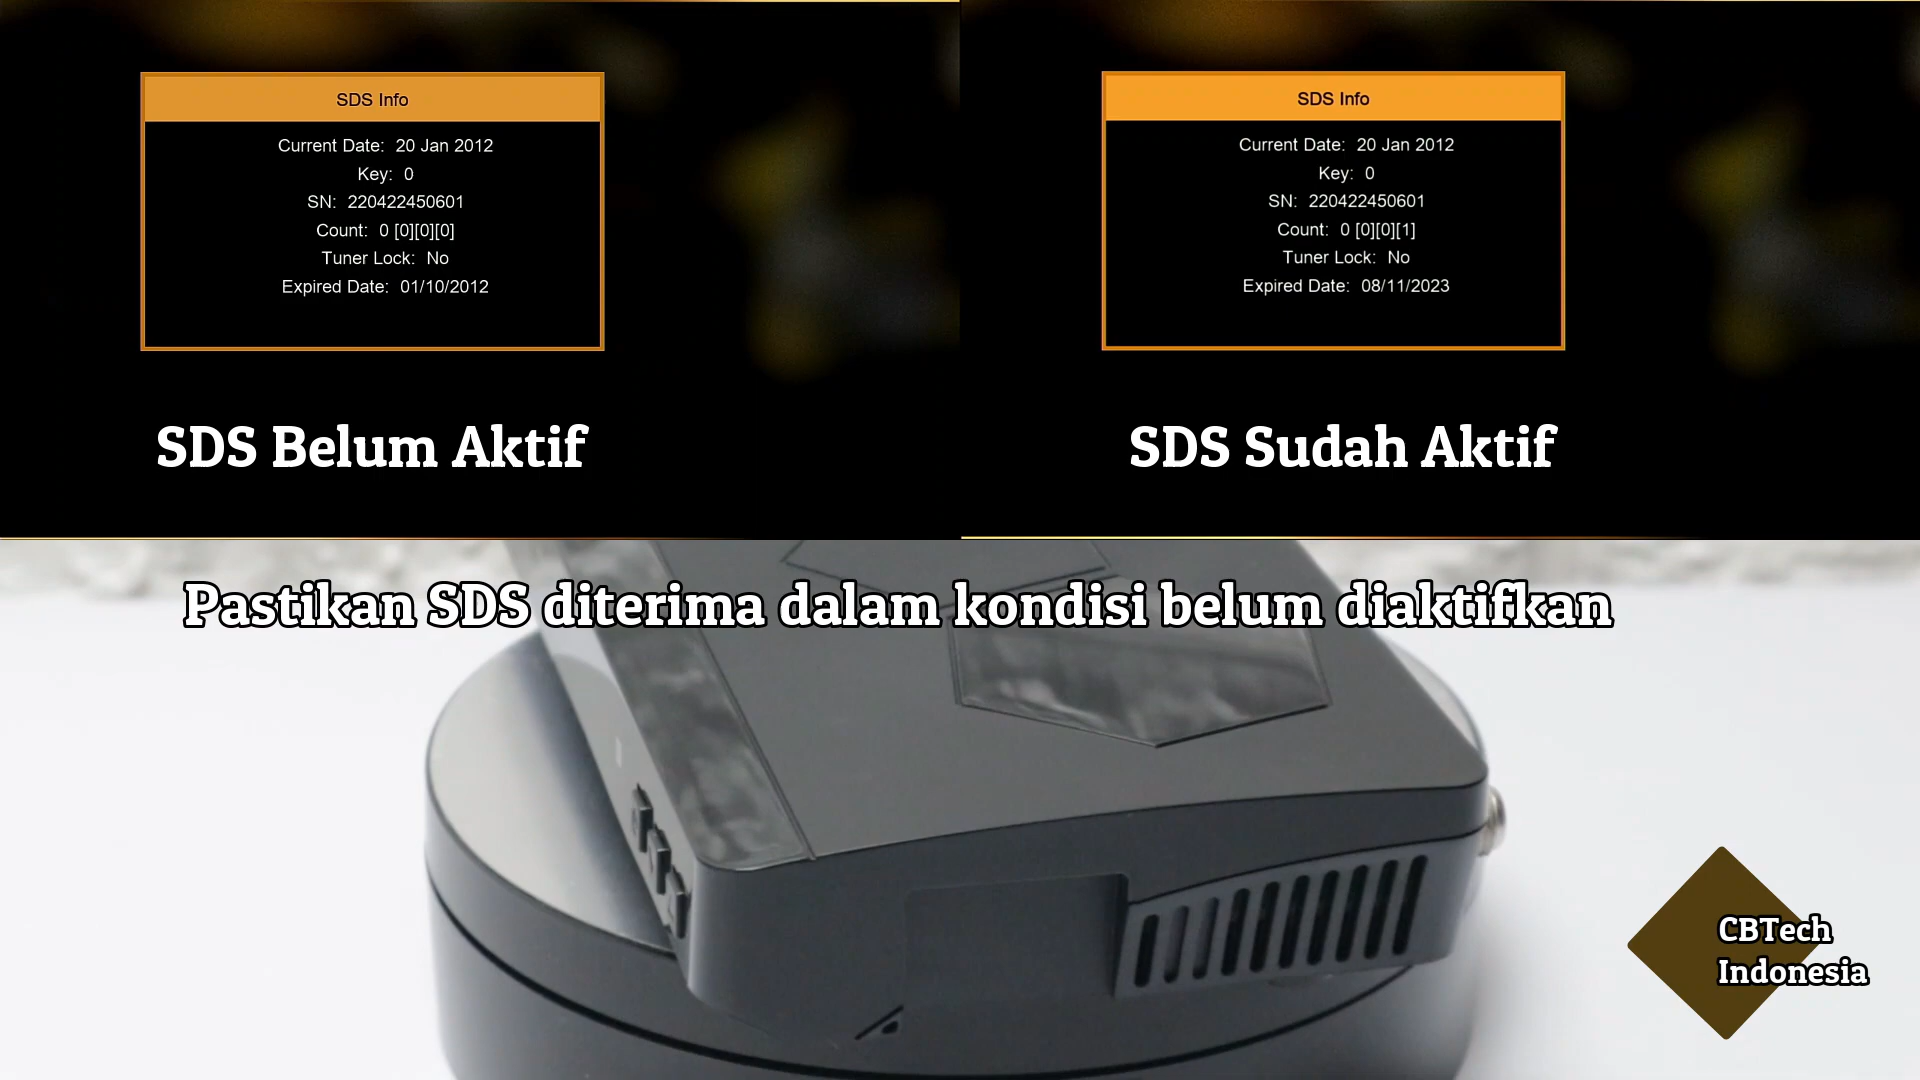 SDS Info
Current Date: 20 Jan 2012
Key: 0
SN: 220422450601
Count: 0 [0][0][0]
Tuner Lock: No
Expired Date: 01/10/2012
SDS Belum Aktif
SDS Info
Current Date: 20 Jan 2012
Key: 0
SN: 220422450601
Count: 0 [0][0][1]
Tuner Lock: No
Expired Date: 08/11/2023
SDS Sudah Aktif
Pastikan SDS diterima dalam kondisi belum diaktifkan
CBTech
Indonesia